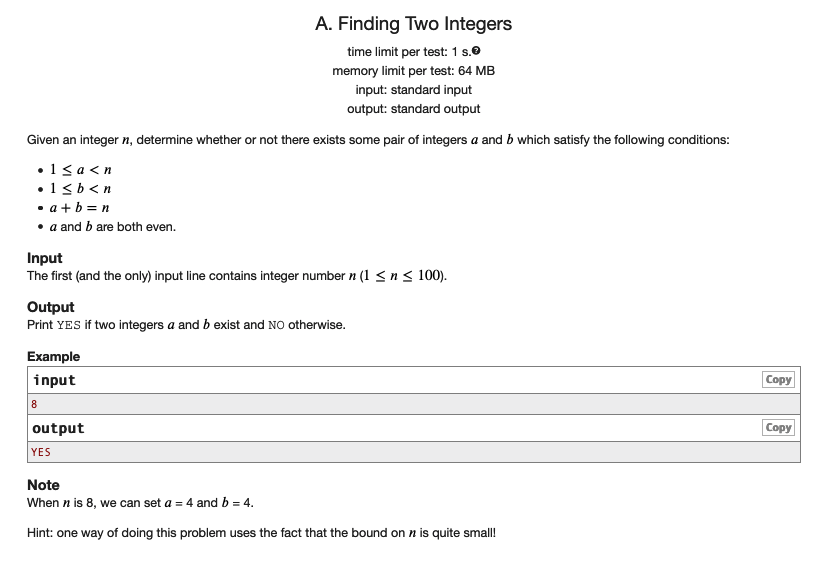 A. Finding Two Integers
time limit per test: 1 s.?
memory limit per test: 64 MB
input: standard input
output: standard output
Given an integer n, determine whether or not there exists some pair of integers a and b which satisfy the following conditions:
• 1 ≤ a < n
• 1 ≤ b < n
• a + b = n
• a and b are both even.
Input
The first (and the only) input line contains integer number n (1 ≤ n ≤ 100).
Output
Print YES if two integers a and b exist and NO otherwise.
Example
input Copy
8
output Copy
YES
Note
When n is 8, we can set a = 4 and b = 4.
Hint: one way of doing this problem uses the fact that the bound on n is quite small!